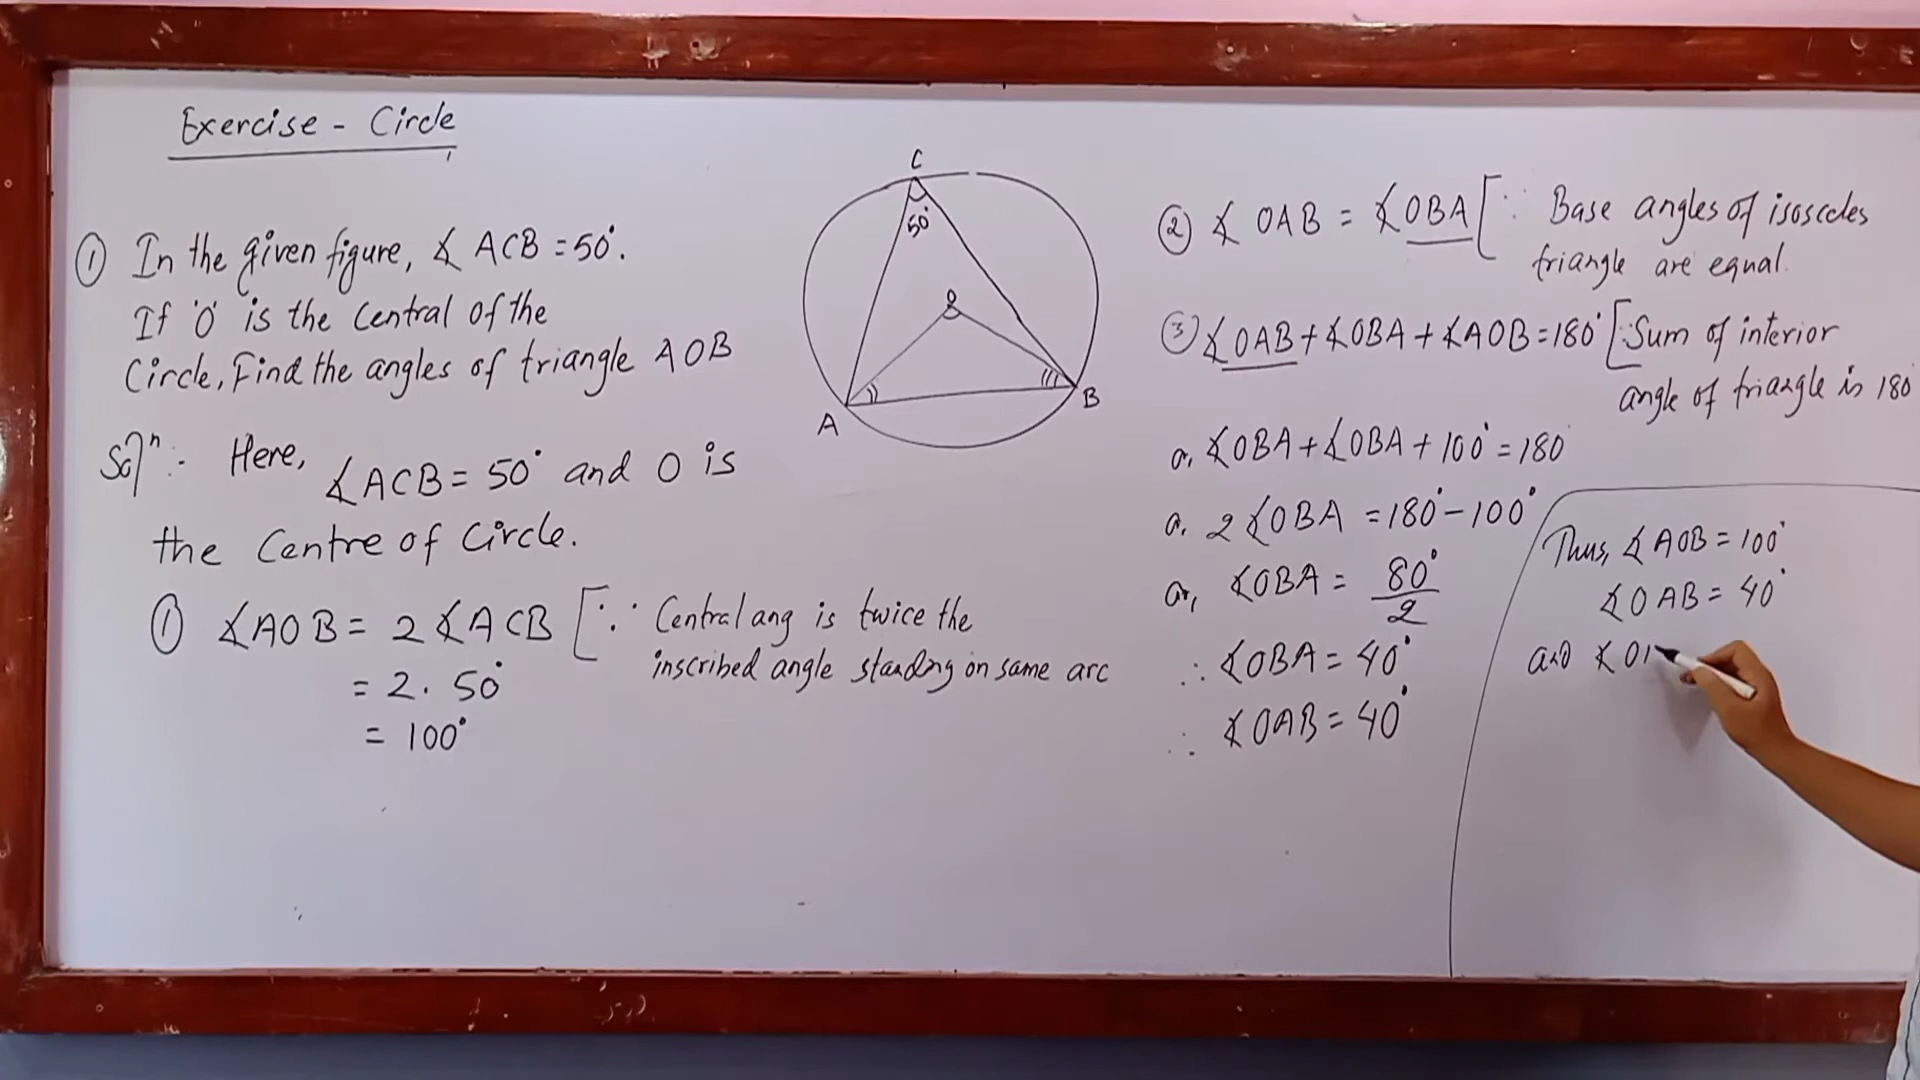 Exercise - Circle
① In the given figure, ∡ ACB = 50°.
If 'O' is the central of the
Circle, Find the angles of triangle AOB
Solⁿ:- Here, ∡ACB = 50° and O is
the Centre of Circle.
① ∡AOB = 2 ∡ACB [∵ Central ang is twice the
inscribed angle standing on same arc
= 2. 50°
= 100°
C
50°
O
A
B
② ∡ OAB = ∡OBA [∵ Base angles of isosceles
triangle are equal.
③ ∡OAB + ∡OBA + ∡AOB = 180° [∵ Sum of interior
angle of triangle is 180°
a, ∡OBA + ∡OBA + 100° = 180°
a, 2 ∡OBA = 180° - 100°
or, ∡OBA = 80°/2
∴ ∡OBA = 40°
∴ ∡OAB = 40°
Thus, ∡AOB = 100°
∡OAB = 40°
and ∡O